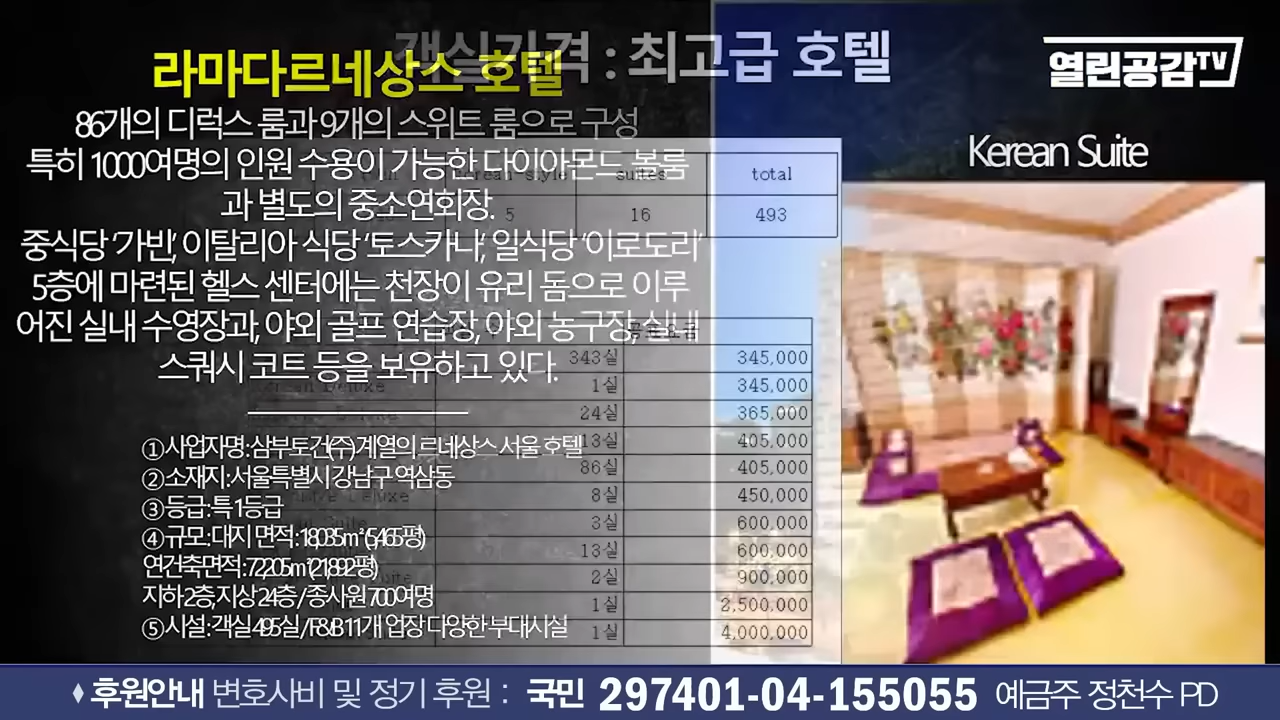 객실가격 : 최고급 호텔
라마다르네상스 호텔
열린공감TV
86개의 디럭스 룸과 9개의 스위트 룸으로 구성
특히 1000여명의 인원 수용이 가능한 다이아몬드 볼룸
과 별도의 중소연회장.
중식당 '가빈', 이탈리아 식당 '토스카나', 일식당 '이로도리'
5층에 마련된 헬스 센터에는 천장이 유리 돔으로 이루
어진 실내 수영장과, 야외 골프 연습장, 야외 농구장, 실내
스쿼시 코트 등을 보유하고 있다.
① 사업자명 : 삼부토건(주) 계열의 르네상스 서울 호텔
② 소재지 : 서울특별시 강남구 역삼동
③ 등급 : 특1등급
④ 규모 : 대지 면적 : 18,035m² (5,465평)
연건축면적 : 72,205m² (21,892평)
지하 2층, 지상 24층 / 종사원 700여명
⑤ 시설 : 객실 495실 / F&B 11개 업장 다양한 부대시설
Korean style suites total
5 16 493
343실 345,000
1실 345,000
24실 365,000
13실 405,000
86실 405,000
Deluxe 8실 450,000
3실 600,000
13실 600,000
2실 900,000
1실 2,500,000
1실 4,000,000
Kerean Suite
♦ 후원안내 변호사비 및 정기 후원 : 국민 297401-04-155055 예금주 정천수 PD